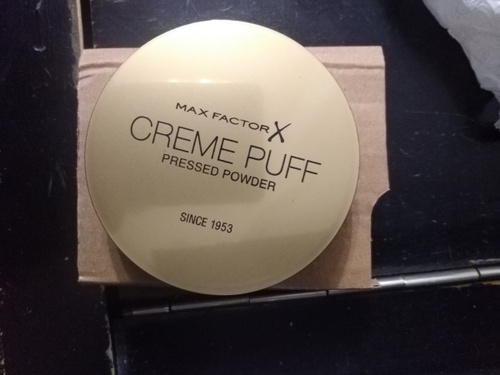 MAX FACTOR X
CREME PUFF
PRESSED POWDER
SINCE 1953